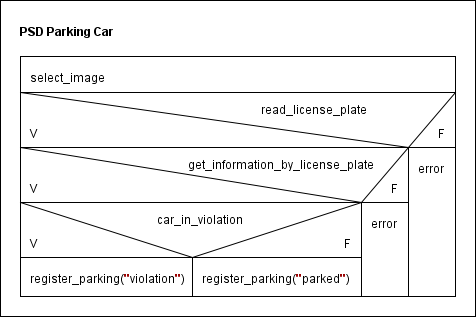 PSD Parking Car
select_image
read_license_plate
V
F
get_information_by_license_plate
error
V
F
car_in_violation
error
V
F
register_parking(""violation"")
register_parking(""parked"")